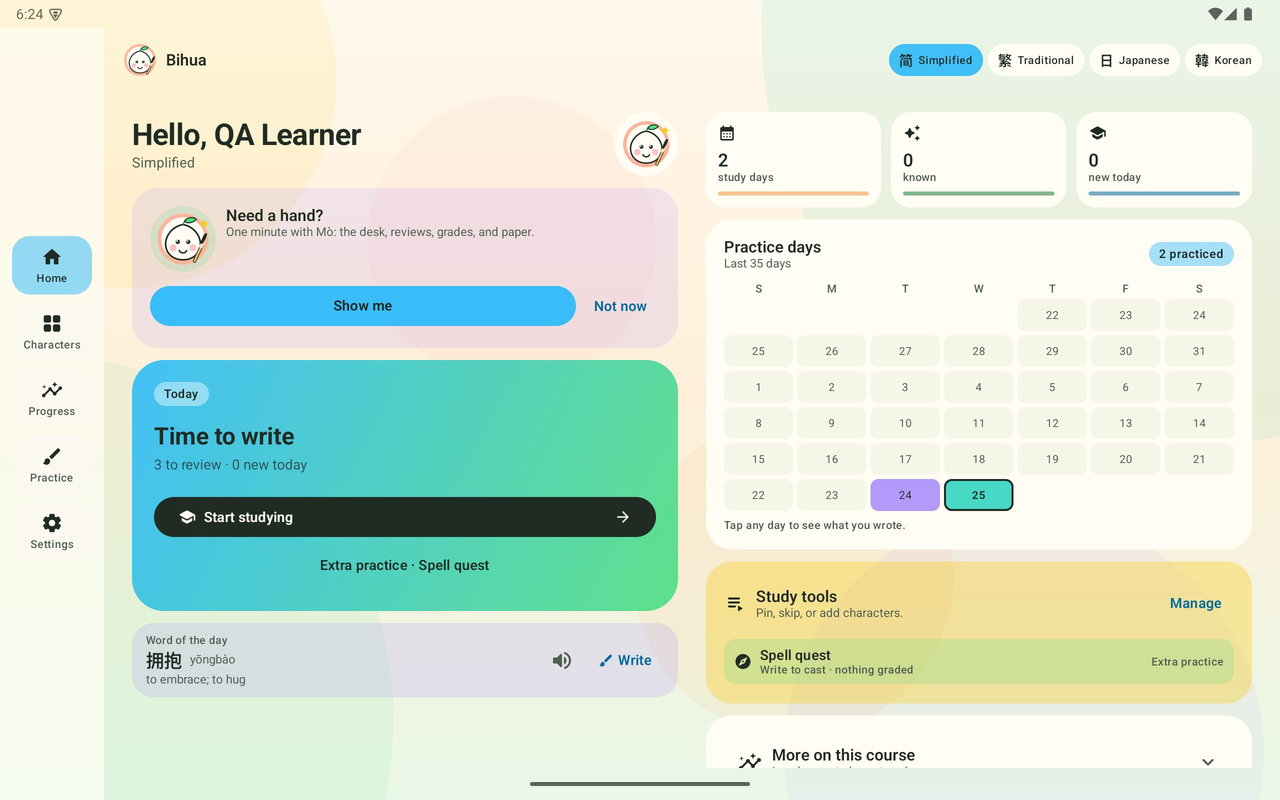 6:24
Bihua
简 Simplified
繁 Traditional
日 Japanese
韓 Korean
Home
Characters
Progress
Practice
Settings
Hello, QA Learner
Simplified
Need a hand?
One minute with Mò: the desk, reviews, grades, and paper.
Show me
Not now
Today
Time to write
3 to review · 0 new today
Start studying
Extra practice · Spell quest
Word of the day
拥抱 yōngbào
to embrace; to hug
Write
2
study days
0
known
0
new today
Practice days
Last 35 days
2 practiced
S M T W T F S
22 23 24
25 26 27 28 29 30 31
1 2 3 4 5 6 7
8 9 10 11 12 13 14
15 16 17 18 19 20 21
22 23 24 25
Tap any day to see what you wrote.
Study tools
Pin, skip, or add characters.
Manage
Spell quest
Write to cast · nothing graded
Extra practice
More on this course